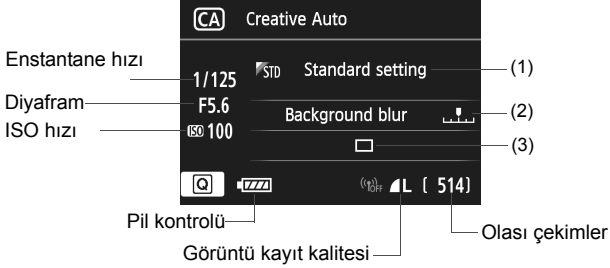 CA Creative Auto
Enstantane hızı
1/125
STD Standard setting
(1)
Diyafram
F5.6
Background blur
(2)
ISO hızı
ISO 100
(3)
Q
OFF
L [ 514]
Pil kontrolü
Olası çekimler
Görüntü kayıt kalitesi